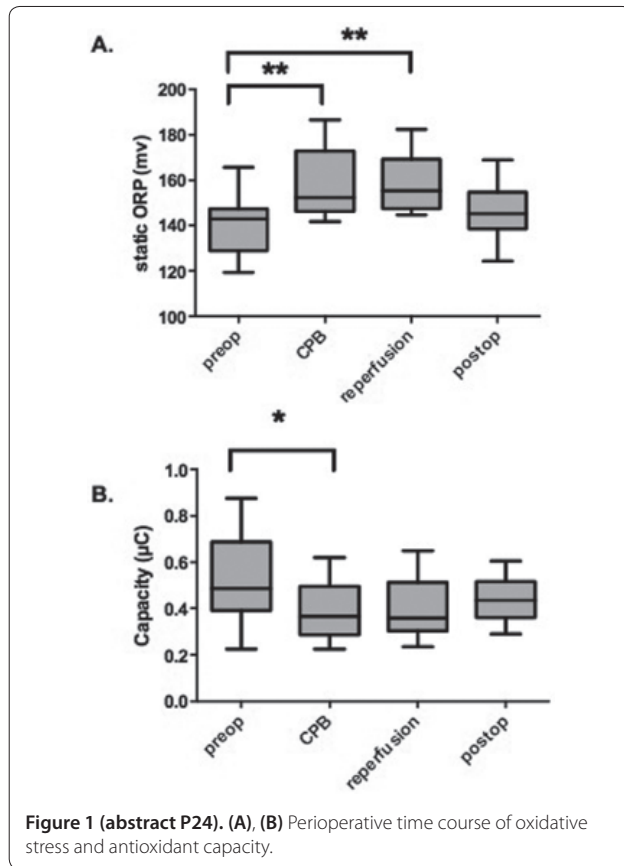 A.
** **
static ORP (mv)
200
180
160
140
120
100
preop CPB reperfusion postop
*
B.
Capacity (µC)
1.0
0.8
0.6
0.4
0.2
0.0
preop CPB reperfusion postop
Figure 1 (abstract P24). (A), (B) Perioperative time course of oxidative
stress and antioxidant capacity.